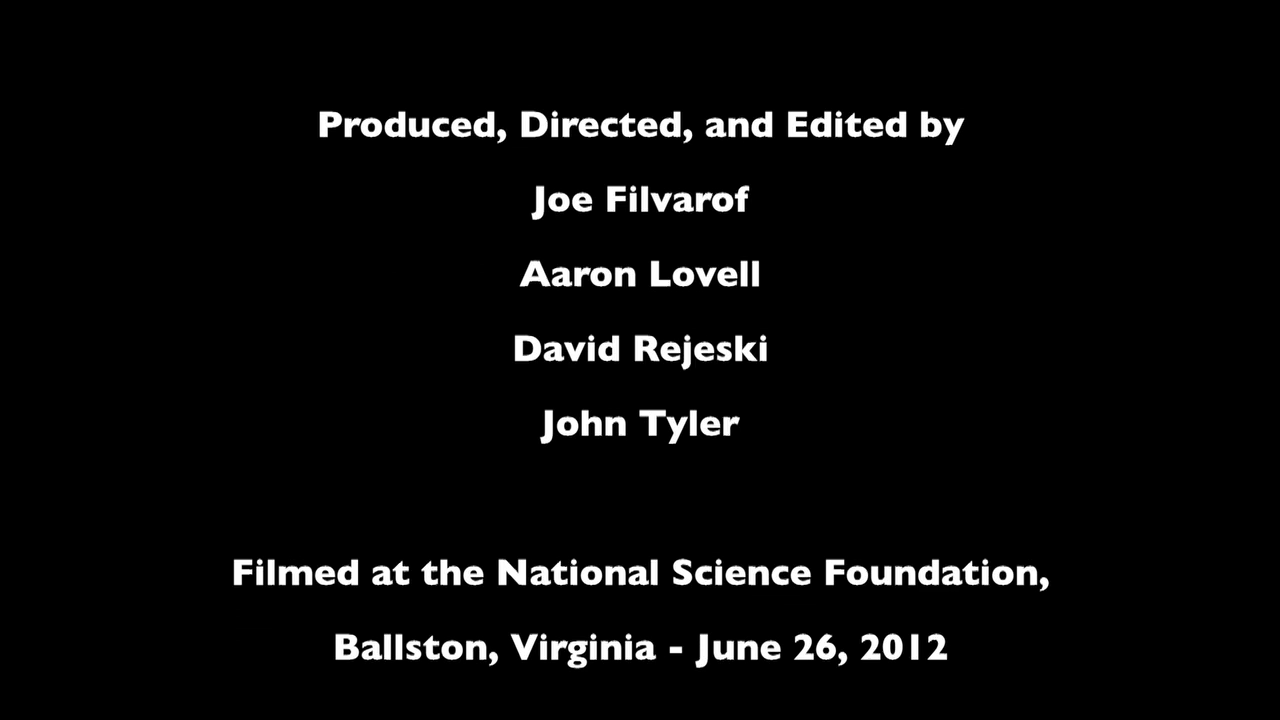 Produced, Directed, and Edited by
Joe Filvarof
Aaron Lovell
David Rejeski
John Tyler
Filmed at the National Science Foundation,
Ballston, Virginia - June 26, 2012